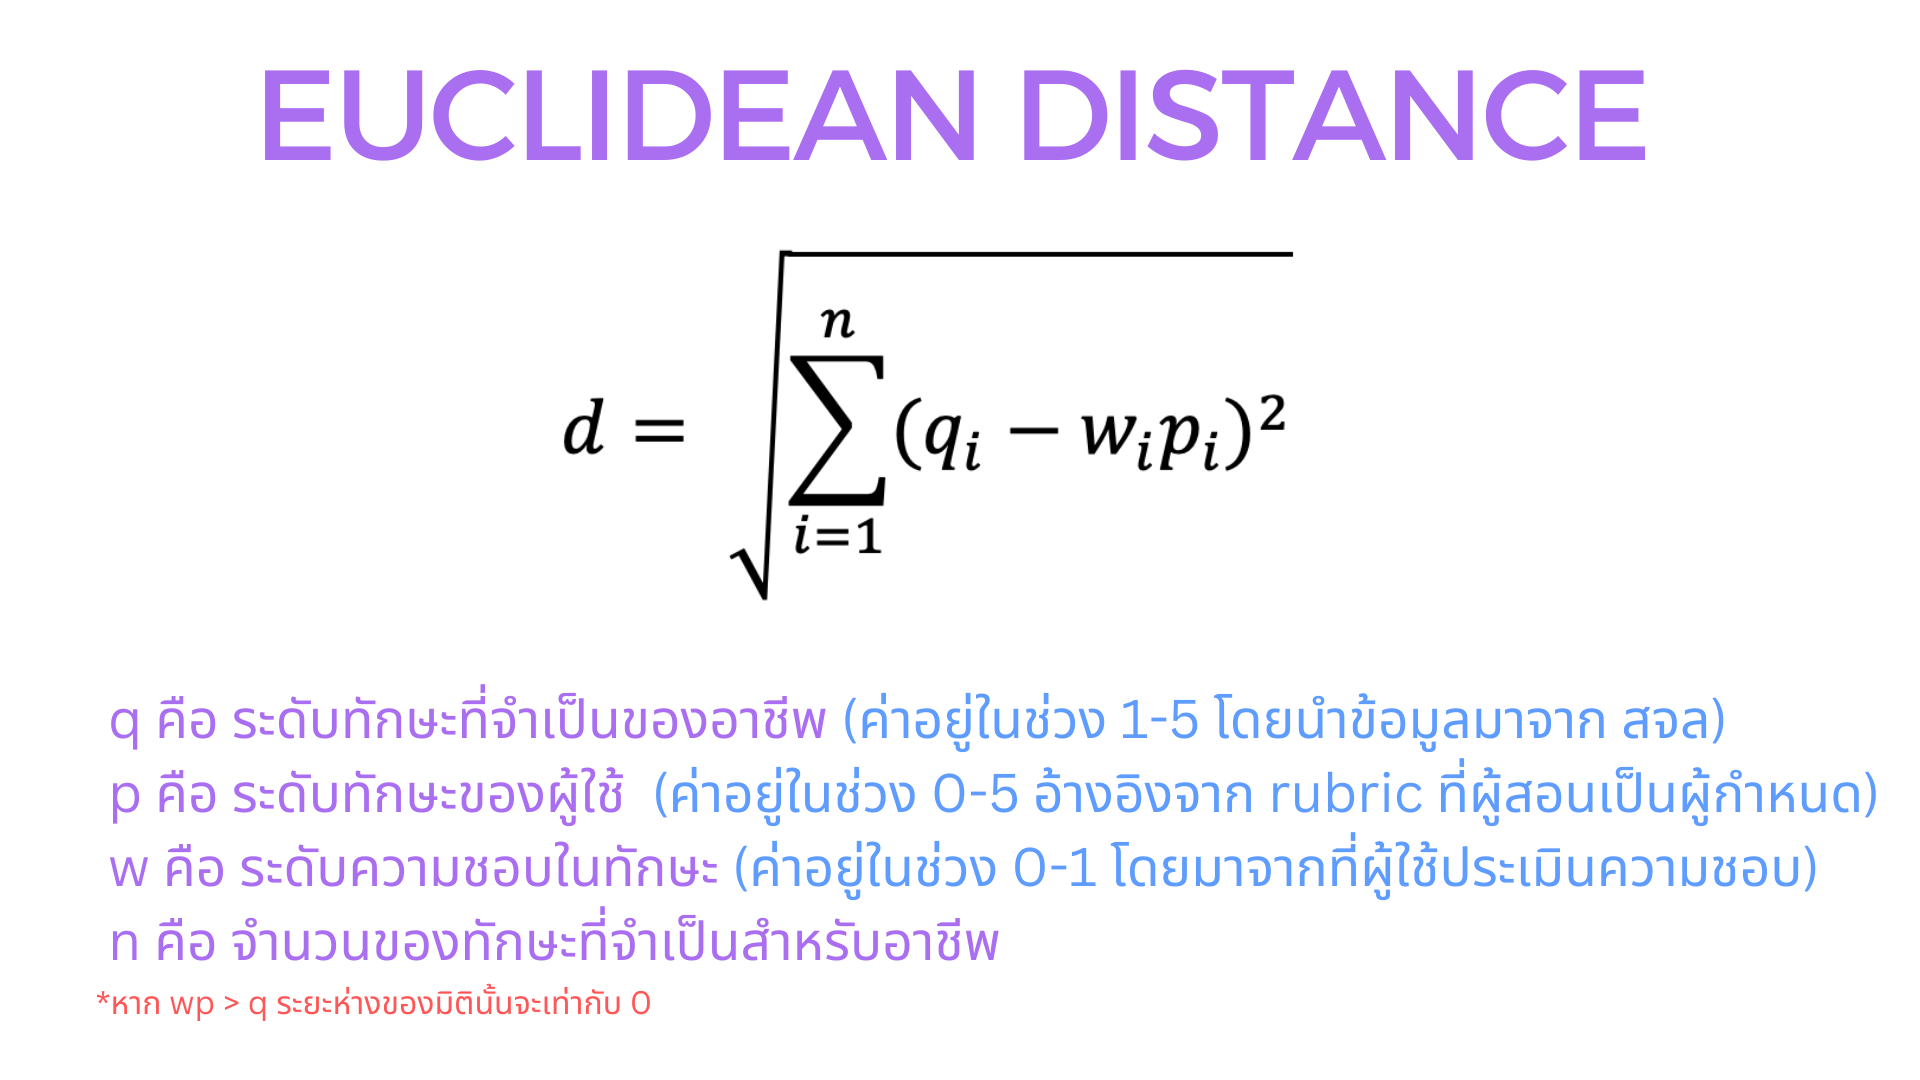 EUCLIDEAN DISTANCE
n
d = √∑(qᵢ − wᵢpᵢ)²
i=1
q คือ ระดับทักษะที่จำเป็นของอาชีพ (ค่าอยู่ในช่วง 1-5 โดยนำข้อมูลมาจาก สจล)
p คือ ระดับทักษะของผู้ใช้ (ค่าอยู่ในช่วง 0-5 อ้างอิงจาก rubric ที่ผู้สอนเป็นผู้กำหนด)
w คือ ระดับความชอบในทักษะ (ค่าอยู่ในช่วง 0-1 โดยมาจากที่ผู้ใช้ประเมินความชอบ)
n คือ จำนวนของทักษะที่จำเป็นสำหรับอาชีพ
*หาก wp > q ระยะห่างของมิตินั้นจะเท่ากับ 0